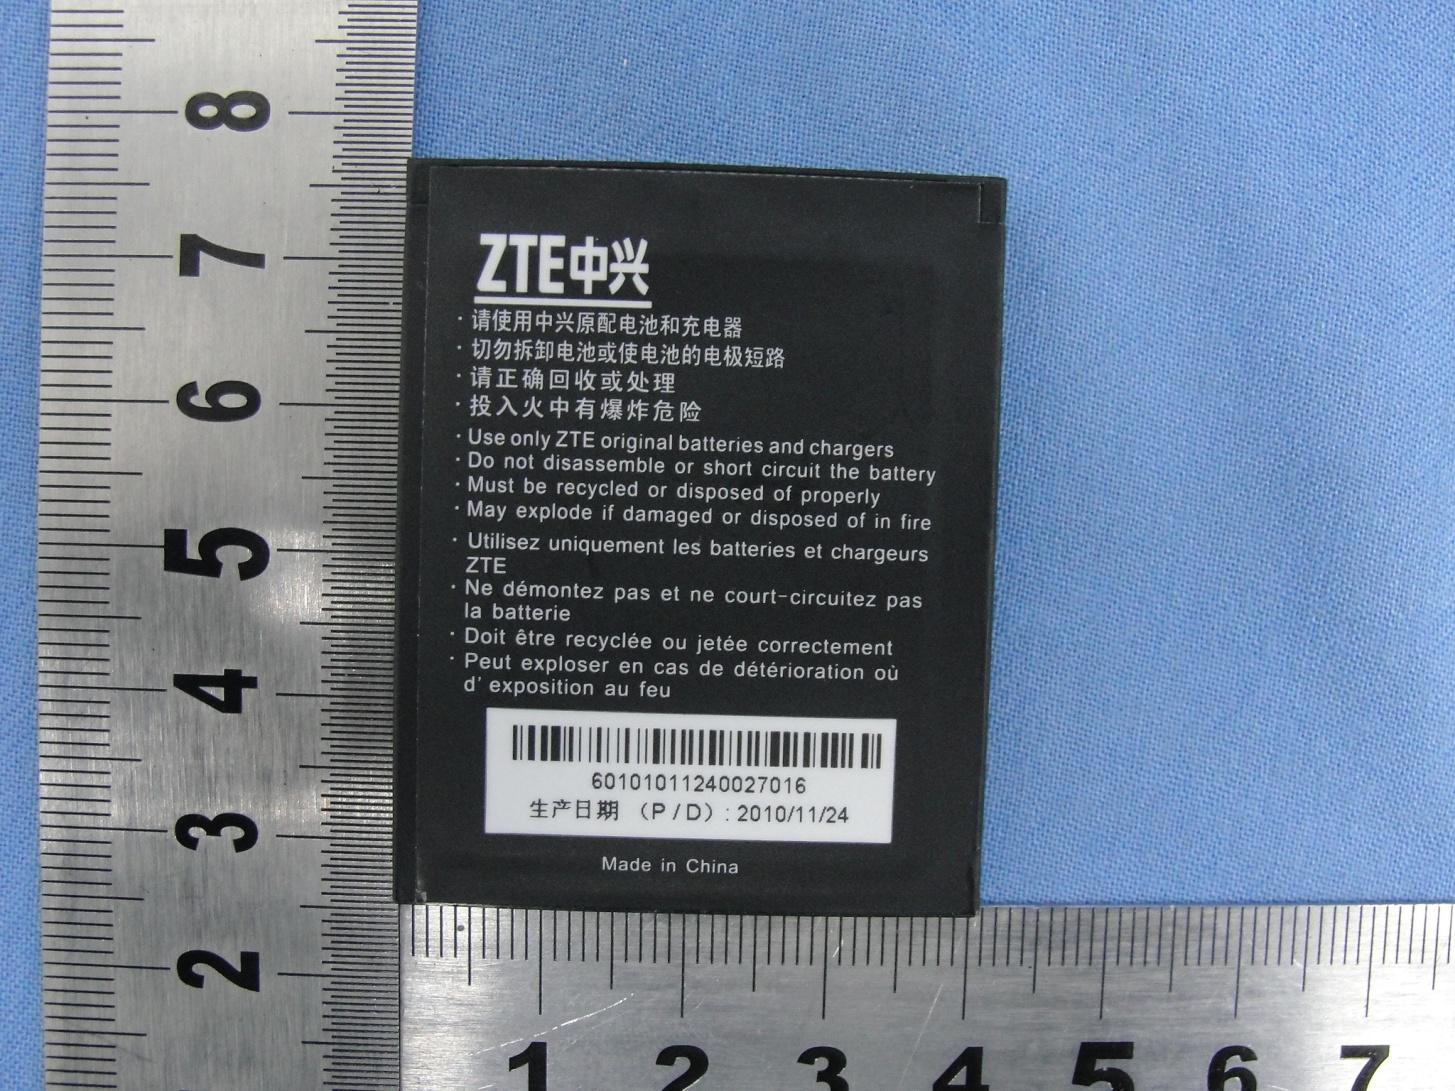 8
7
6
5
4
3
2
ZTE中兴
· 请使用中兴原配电池和充电器
· 切勿拆卸电池或使电池的电极短路
· 请正确回收或处理
· 投入火中有爆炸危险
· Use only ZTE original batteries and chargers
· Do not disassemble or short circuit the battery
· Must be recycled or disposed of properly
· May explode if damaged or disposed of in fire
· Utilisez uniquement les batteries et chargeurs
ZTE
· Ne démontez pas et ne court-circuitez pas
la batterie
· Doit être recyclée ou jetée correctement
· Peut exploser en cas de détérioration où
d' exposition au feu
60101011240027016
生产日期 （P/D）: 2010/11/24
Made in China
1 2 3 4 5 6 7